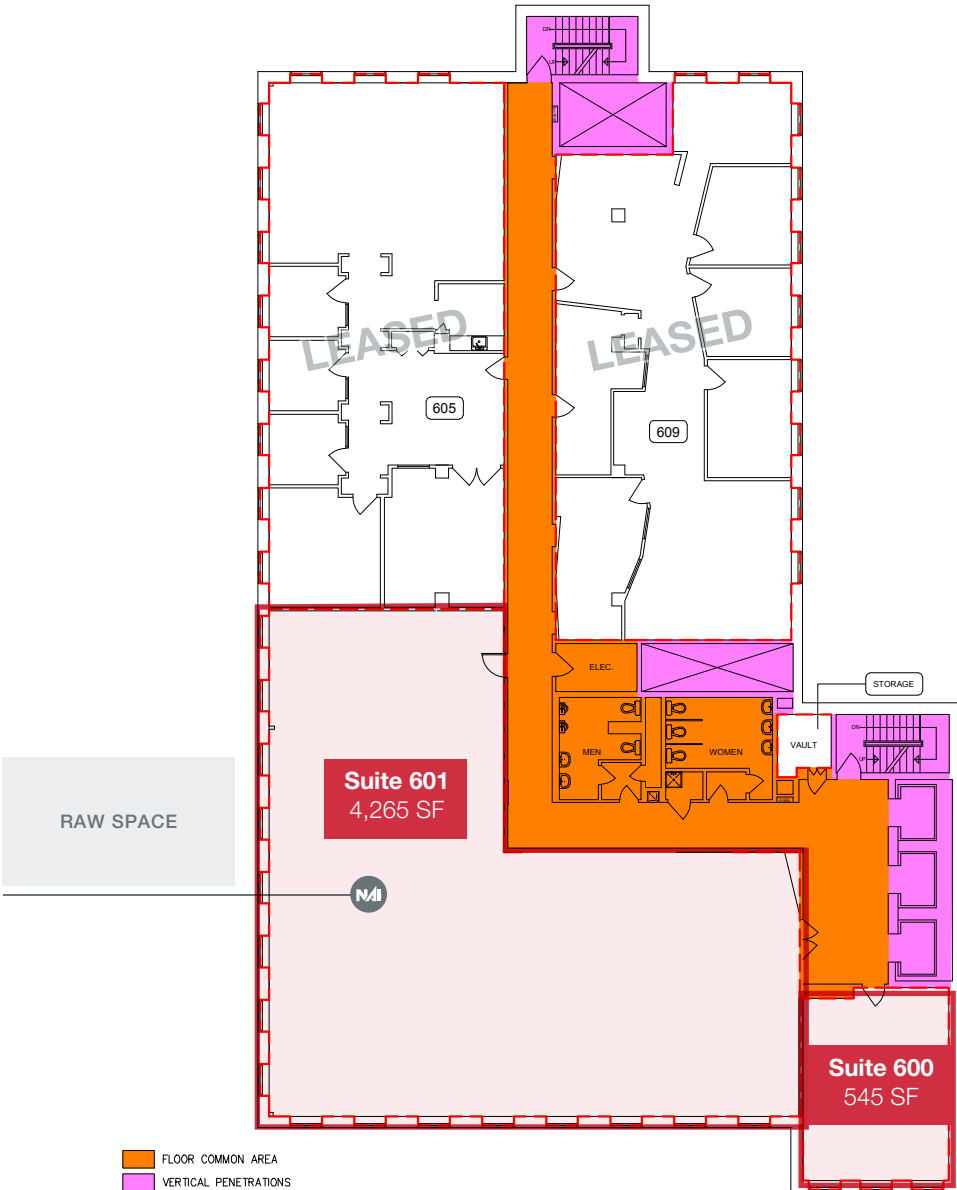 DN
UP
LEASED
LEASED
605
609
ELEC.
STORAGE
MEN
WOMEN
VAULT
DN
UP
Suite 601
4,265 SF
RAW SPACE
NAI
Suite 600
545 SF
FLOOR COMMON AREA
VERTICAL PENETRATIONS